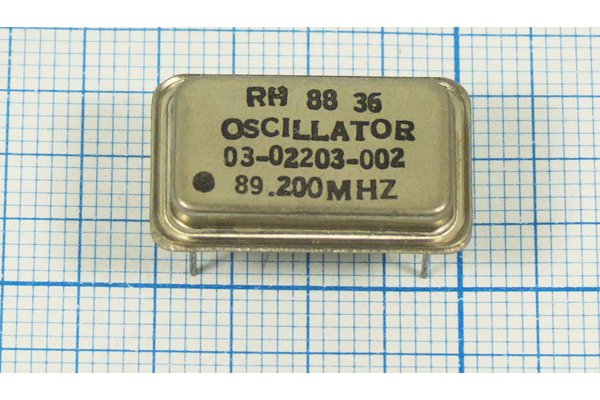 RH 88 36
OSCILLATOR
03-02203-002
89.200MHZ